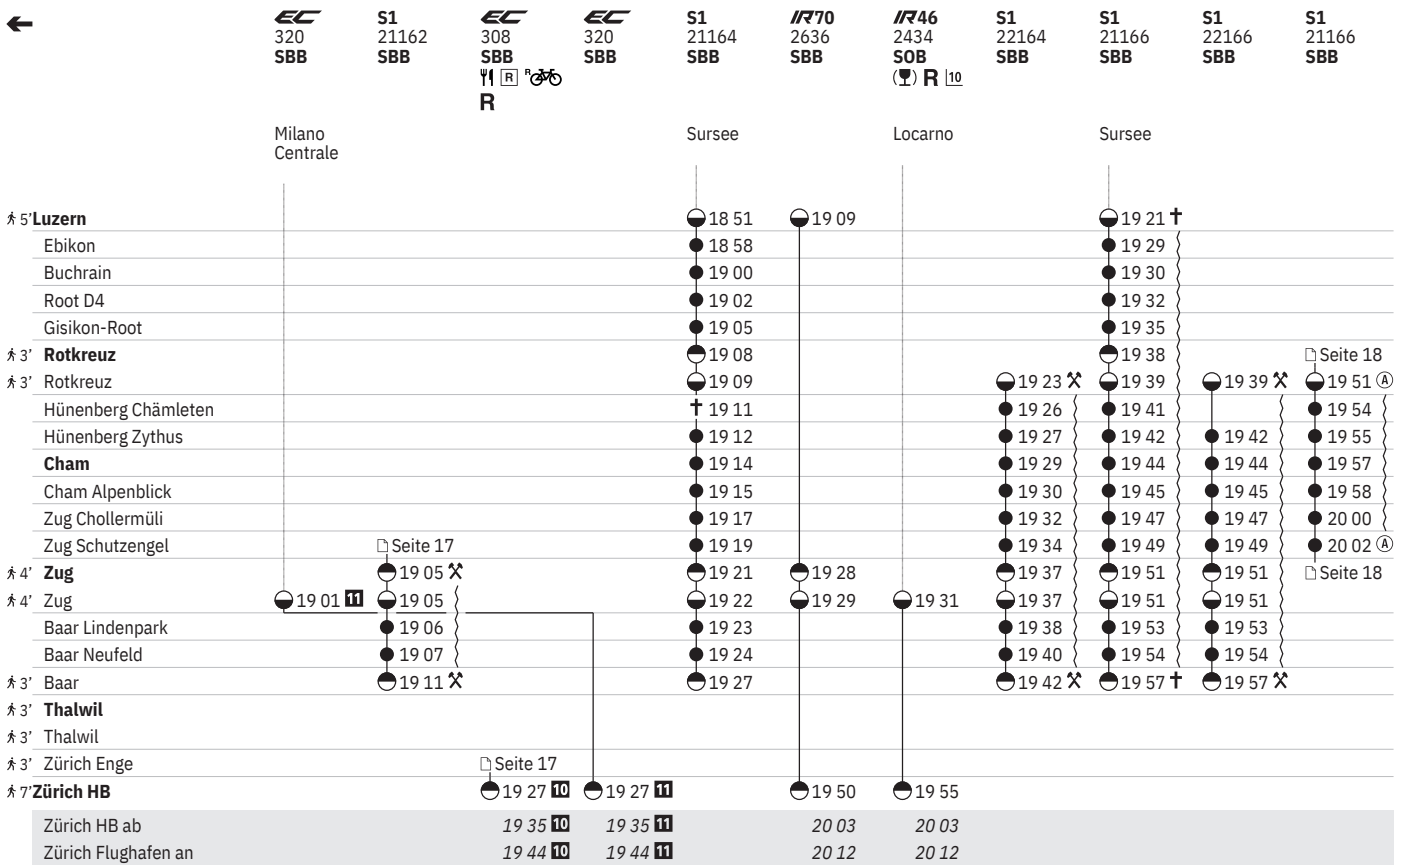 EC S1 EC EC S1 IR70 IR46 S1 S1 S1 S1
320 21162 308 320 21164 2636 2434 22164 21166 22166 21166
SBB SBB SBB SBB SBB SBB SOB SBB SBB SBB SBB
R R R 10
R
Milano Sursee Locarno Sursee
Centrale
5' Luzern 18 51 19 09 19 21 †
Ebikon 18 58 19 29
Buchrain 19 00 19 30
Root D4 19 02 19 32
Gisikon-Root 19 05 19 35
3' Rotkreuz 19 08 19 38 Seite 18
3' Rotkreuz 19 09 19 23 19 39 19 39 19 51 Ⓐ
Hünenberg Chämleten † 19 11 19 26 19 41 19 54
Hünenberg Zythus 19 12 19 27 19 42 19 42 19 55
Cham 19 14 19 29 19 44 19 44 19 57
Cham Alpenblick 19 15 19 30 19 45 19 45 19 58
Zug Chollermüli 19 17 19 32 19 47 19 47 20 00
Zug Schutzengel Seite 17 19 19 19 34 19 49 19 49 20 02 Ⓐ
4' Zug 19 05 19 21 19 28 19 37 19 51 19 51 Seite 18
4' Zug 19 01 11 19 05 19 22 19 29 19 31 19 37 19 51 19 51
Baar Lindenpark 19 06 19 23 19 38 19 53 19 53
Baar Neufeld 19 07 19 24 19 40 19 54 19 54
3' Baar 19 11 19 27 19 42 19 57 † 19 57
3' Thalwil
3' Thalwil
3' Zürich Enge Seite 17
7' Zürich HB 19 27 10 19 27 11 19 50 19 55
Zürich HB ab 19 35 10 19 35 11 20 03 20 03
Zürich Flughafen an 19 44 10 19 44 11 20 12 20 12